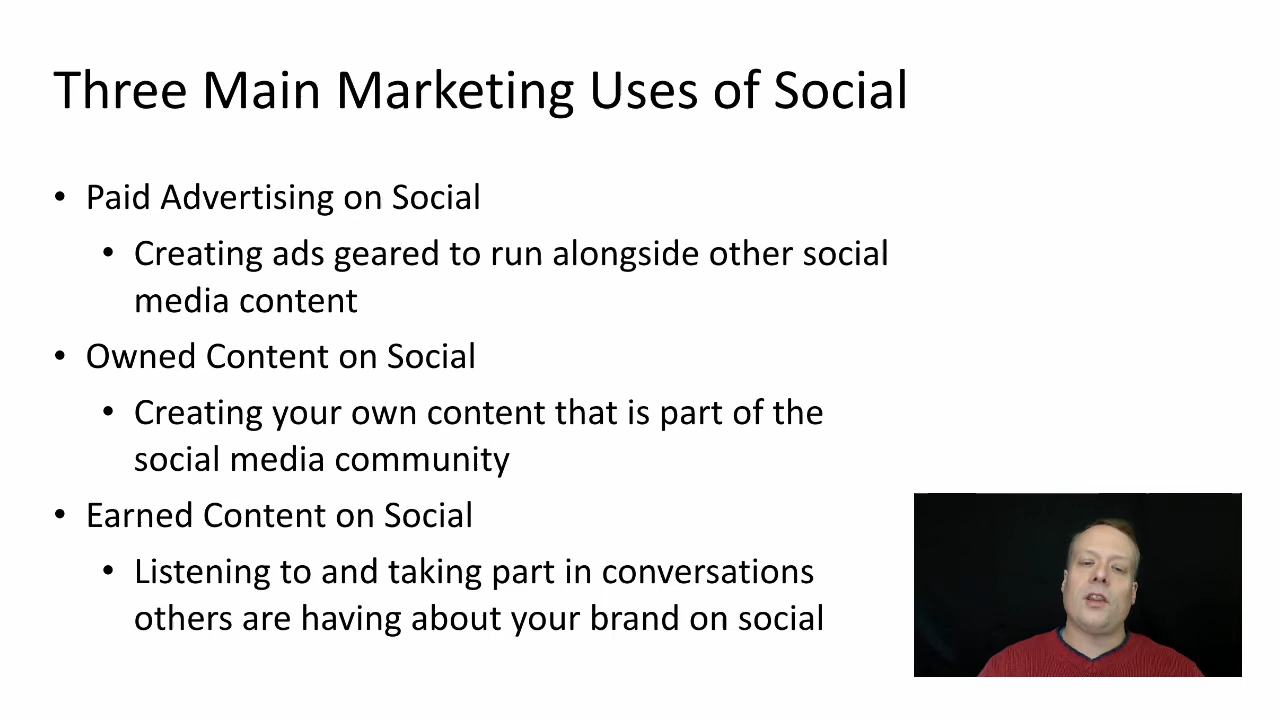 Three Main Marketing Uses of Social
• Paid Advertising on Social
• Creating ads geared to run alongside other social
media content
• Owned Content on Social
• Creating your own content that is part of the
social media community
• Earned Content on Social
• Listening to and taking part in conversations
others are having about your brand on social